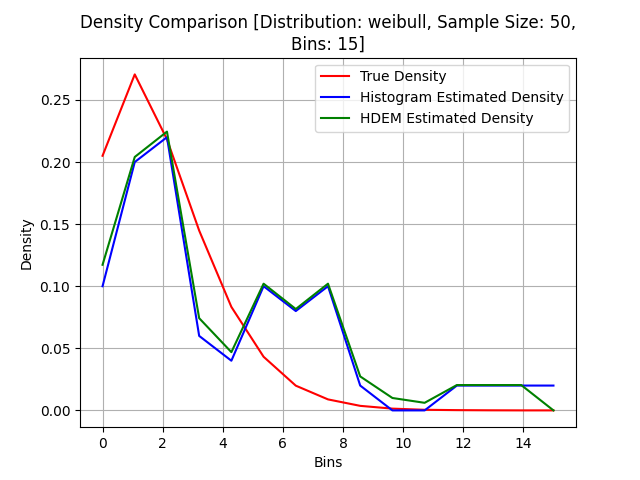 Density Comparison [Distribution: weibull, Sample Size: 50,
Bins: 15]
True Density
Histogram Estimated Density
HDEM Estimated Density
Density
0.25
0.20
0.15
0.10
0.05
0.00
0 2 4 6 8 10 12 14
Bins